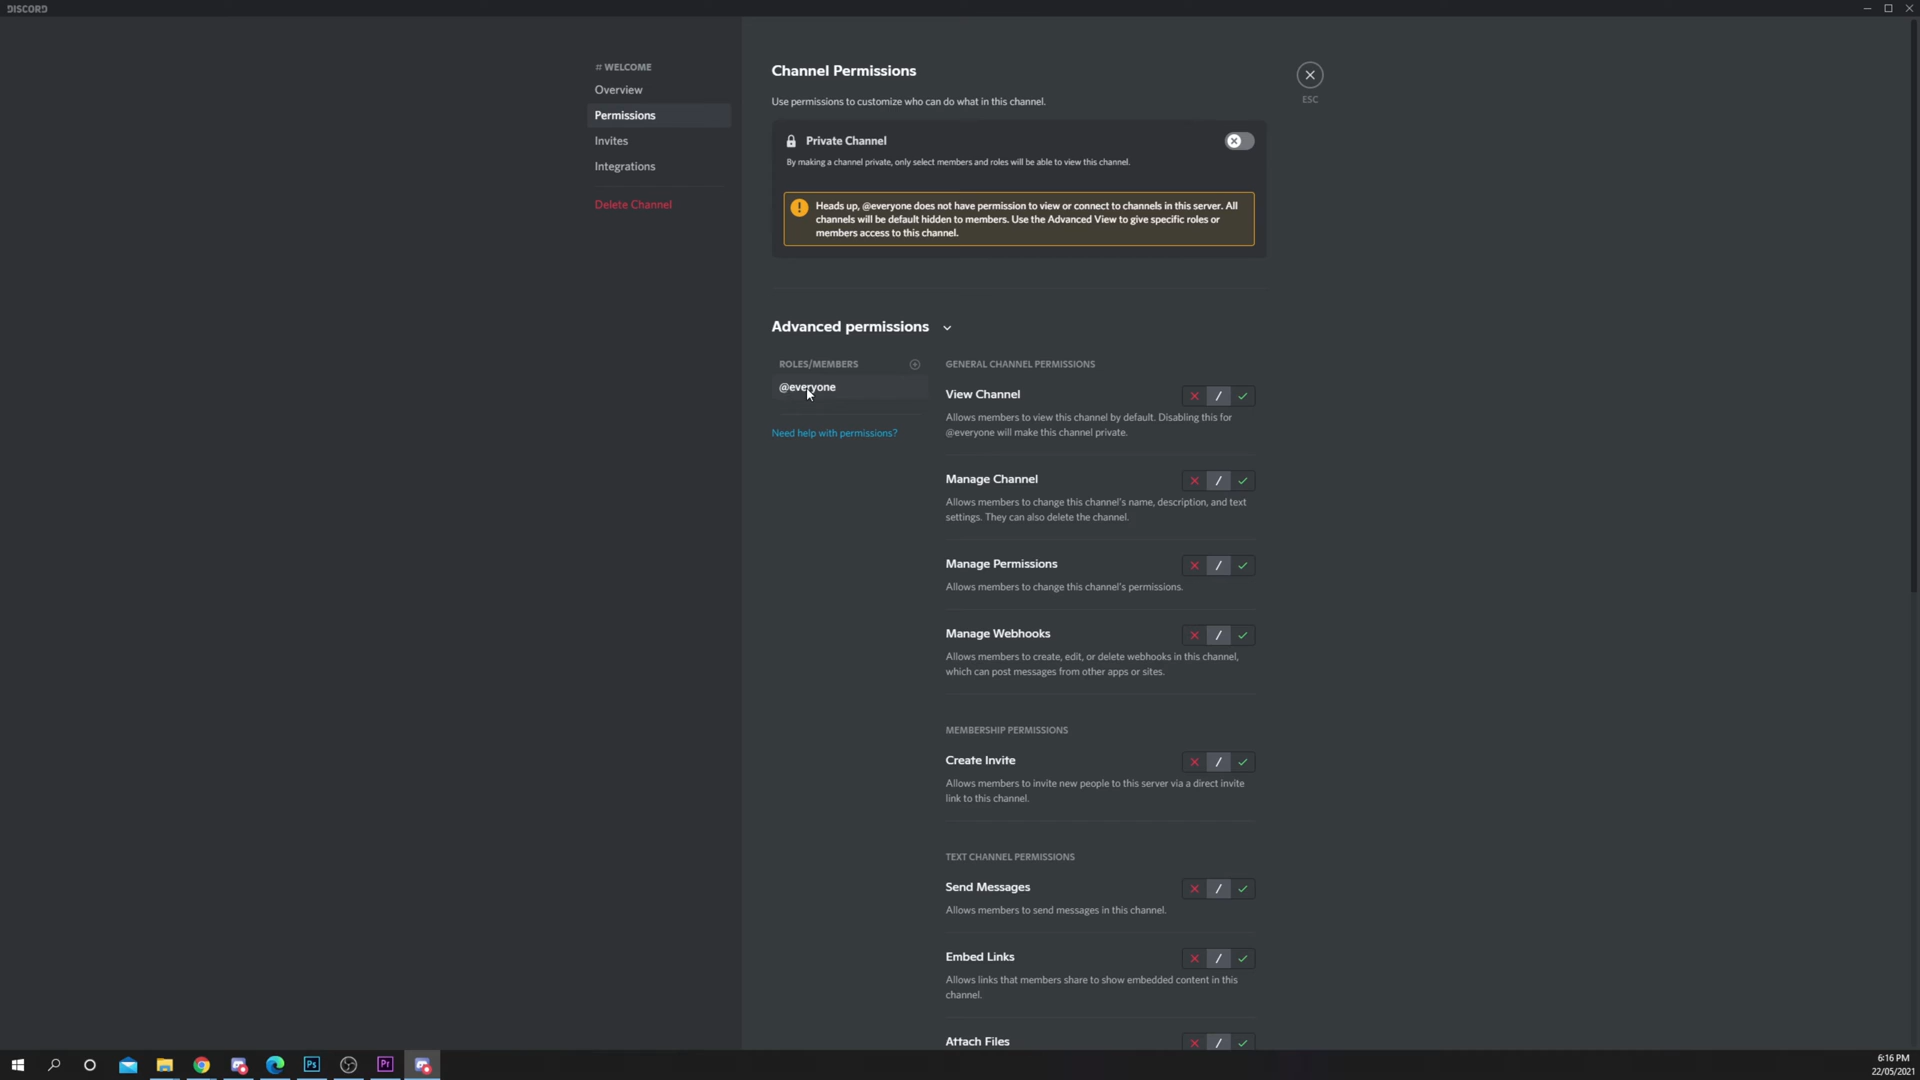 DISCORD
# WELCOME
Overview
Permissions
Invites
Integrations
Delete Channel
Channel Permissions
Use permissions to customize who can do what in this channel.
ESC
Private Channel
By making a channel private, only select members and roles will be able to view this channel.
Heads up, @everyone does not have permission to view or connect to channels in this server. All
channels will be default hidden to members. Use the Advanced View to give specific roles or
members access to this channel.
Advanced permissions
ROLES/MEMBERS
@everyone
Need help with permissions?
GENERAL CHANNEL PERMISSIONS
View Channel
Allows members to view this channel by default. Disabling this for
@everyone will make this channel private.
Manage Channel
Allows members to change this channel's name, description, and text
settings. They can also delete the channel.
Manage Permissions
Allows members to change this channel's permissions.
Manage Webhooks
Allows members to create, edit, or delete webhooks in this channel,
which can post messages from other apps or sites.
MEMBERSHIP PERMISSIONS
Create Invite
Allows members to invite new people to this server via a direct invite
link to this channel.
TEXT CHANNEL PERMISSIONS
Send Messages
Allows members to send messages in this channel.
Embed Links
Allows links that members share to show embedded content in this
channel.
Attach Files
Ps
Pr
6:16 PM
22/05/2021